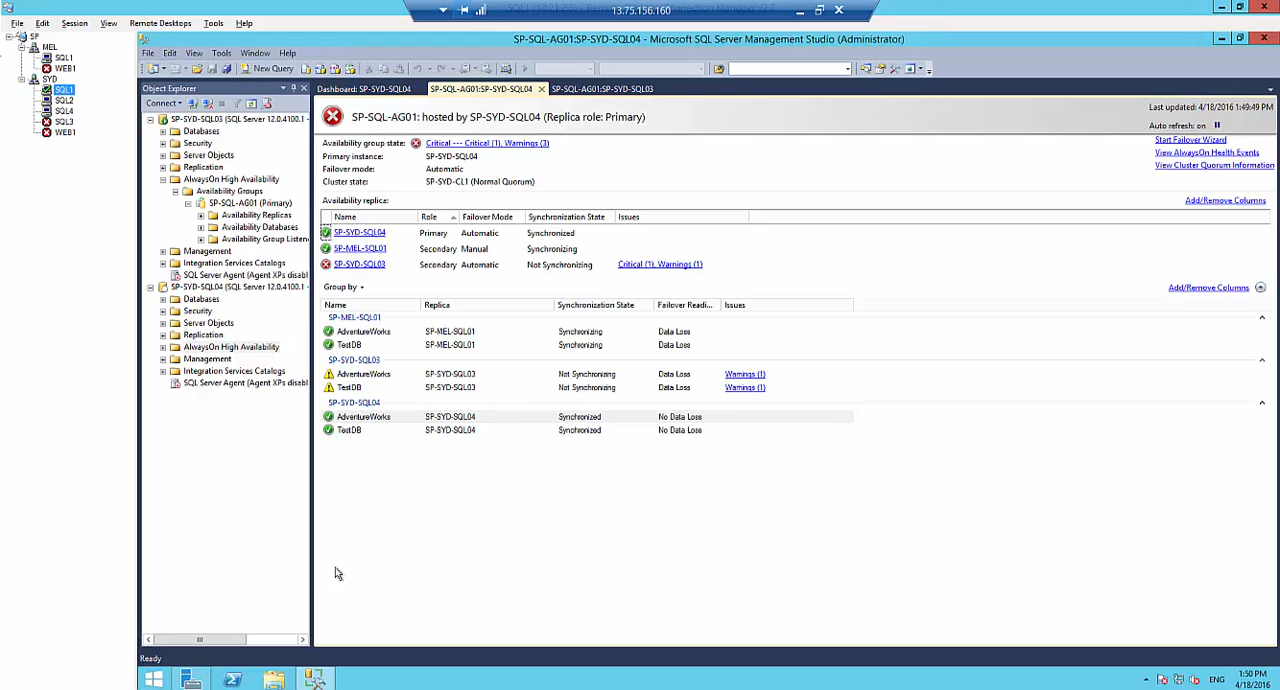 13.75.156.160
File Edit Session View Remote Desktops Tools Help
SP
MEL
SQL1
WEB1
SYD
SQL1
SQL2
SQL4
SQL3
WEB1
SP-SQL-AG01:SP-SYD-SQL04 - Microsoft SQL Server Management Studio (Administrator)
File Edit View Tools Window Help
New Query
Object Explorer
Connect
SP-SYD-SQL03 (SQL Server 12.0.4100.1 -
Databases
Security
Server Objects
Replication
AlwaysOn High Availability
Availability Groups
SP-SQL-AG01 (Primary)
Availability Replicas
Availability Databases
Availability Group Listen
Management
Integration Services Catalogs
SQL Server Agent (Agent XPs disabl
SP-SYD-SQL04 (SQL Server 12.0.4100.1 -
Databases
Security
Server Objects
Replication
AlwaysOn High Availability
Management
Integration Services Catalogs
SQL Server Agent (Agent XPs disabl
Dashboard: SP-SYD-SQL04 SP-SQL-AG01:SP-SYD-SQL04 SP-SQL-AG01:SP-SYD-SQL03
SP-SQL-AG01: hosted by SP-SYD-SQL04 (Replica role: Primary)
Last updated: 4/18/2016 1:49:49 PM
Auto refresh: on
Availability group state: Critical --- Critical (1), Warnings (3)
Primary instance: SP-SYD-SQL04
Failover mode: Automatic
Cluster state: SP-SYD-CL1 (Normal Quorum)
Start Failover Wizard
View AlwaysOn Health Events
View Cluster Quorum Information
Availability replica: Add/Remove Columns
Name Role Failover Mode Synchronization State Issues
SP-SYD-SQL04 Primary Automatic Synchronized
SP-MEL-SQL01 Secondary Manual Synchronizing
SP-SYD-SQL03 Secondary Automatic Not Synchronizing Critical (1), Warnings (1)
Group by Add/Remove Columns
Name Replica Synchronization State Failover Readi... Issues
SP-MEL-SQL01
AdventureWorks SP-MEL-SQL01 Synchronizing Data Loss
TestDB SP-MEL-SQL01 Synchronizing Data Loss
SP-SYD-SQL03
AdventureWorks SP-SYD-SQL03 Not Synchronizing Data Loss Warnings (1)
TestDB SP-SYD-SQL03 Not Synchronizing Data Loss Warnings (1)
SP-SYD-SQL04
AdventureWorks SP-SYD-SQL04 Synchronized No Data Loss
TestDB SP-SYD-SQL04 Synchronized No Data Loss
Ready
ENG
1:50 PM
4/18/2016